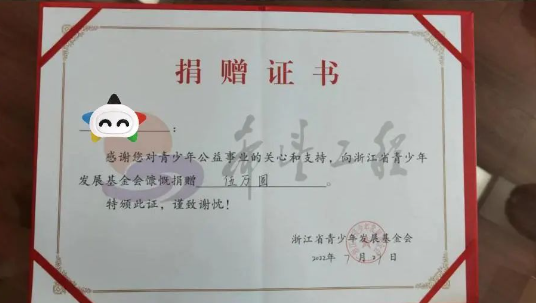 捐赠证书
：
感谢您对青少年公益事业的关心和支持，向浙江省青少年
发展基金会慷慨捐赠 伍万圆 。
特颁此证，谨致谢忱！
希望工程
浙江省青少年发展基金会
2022年7月29日